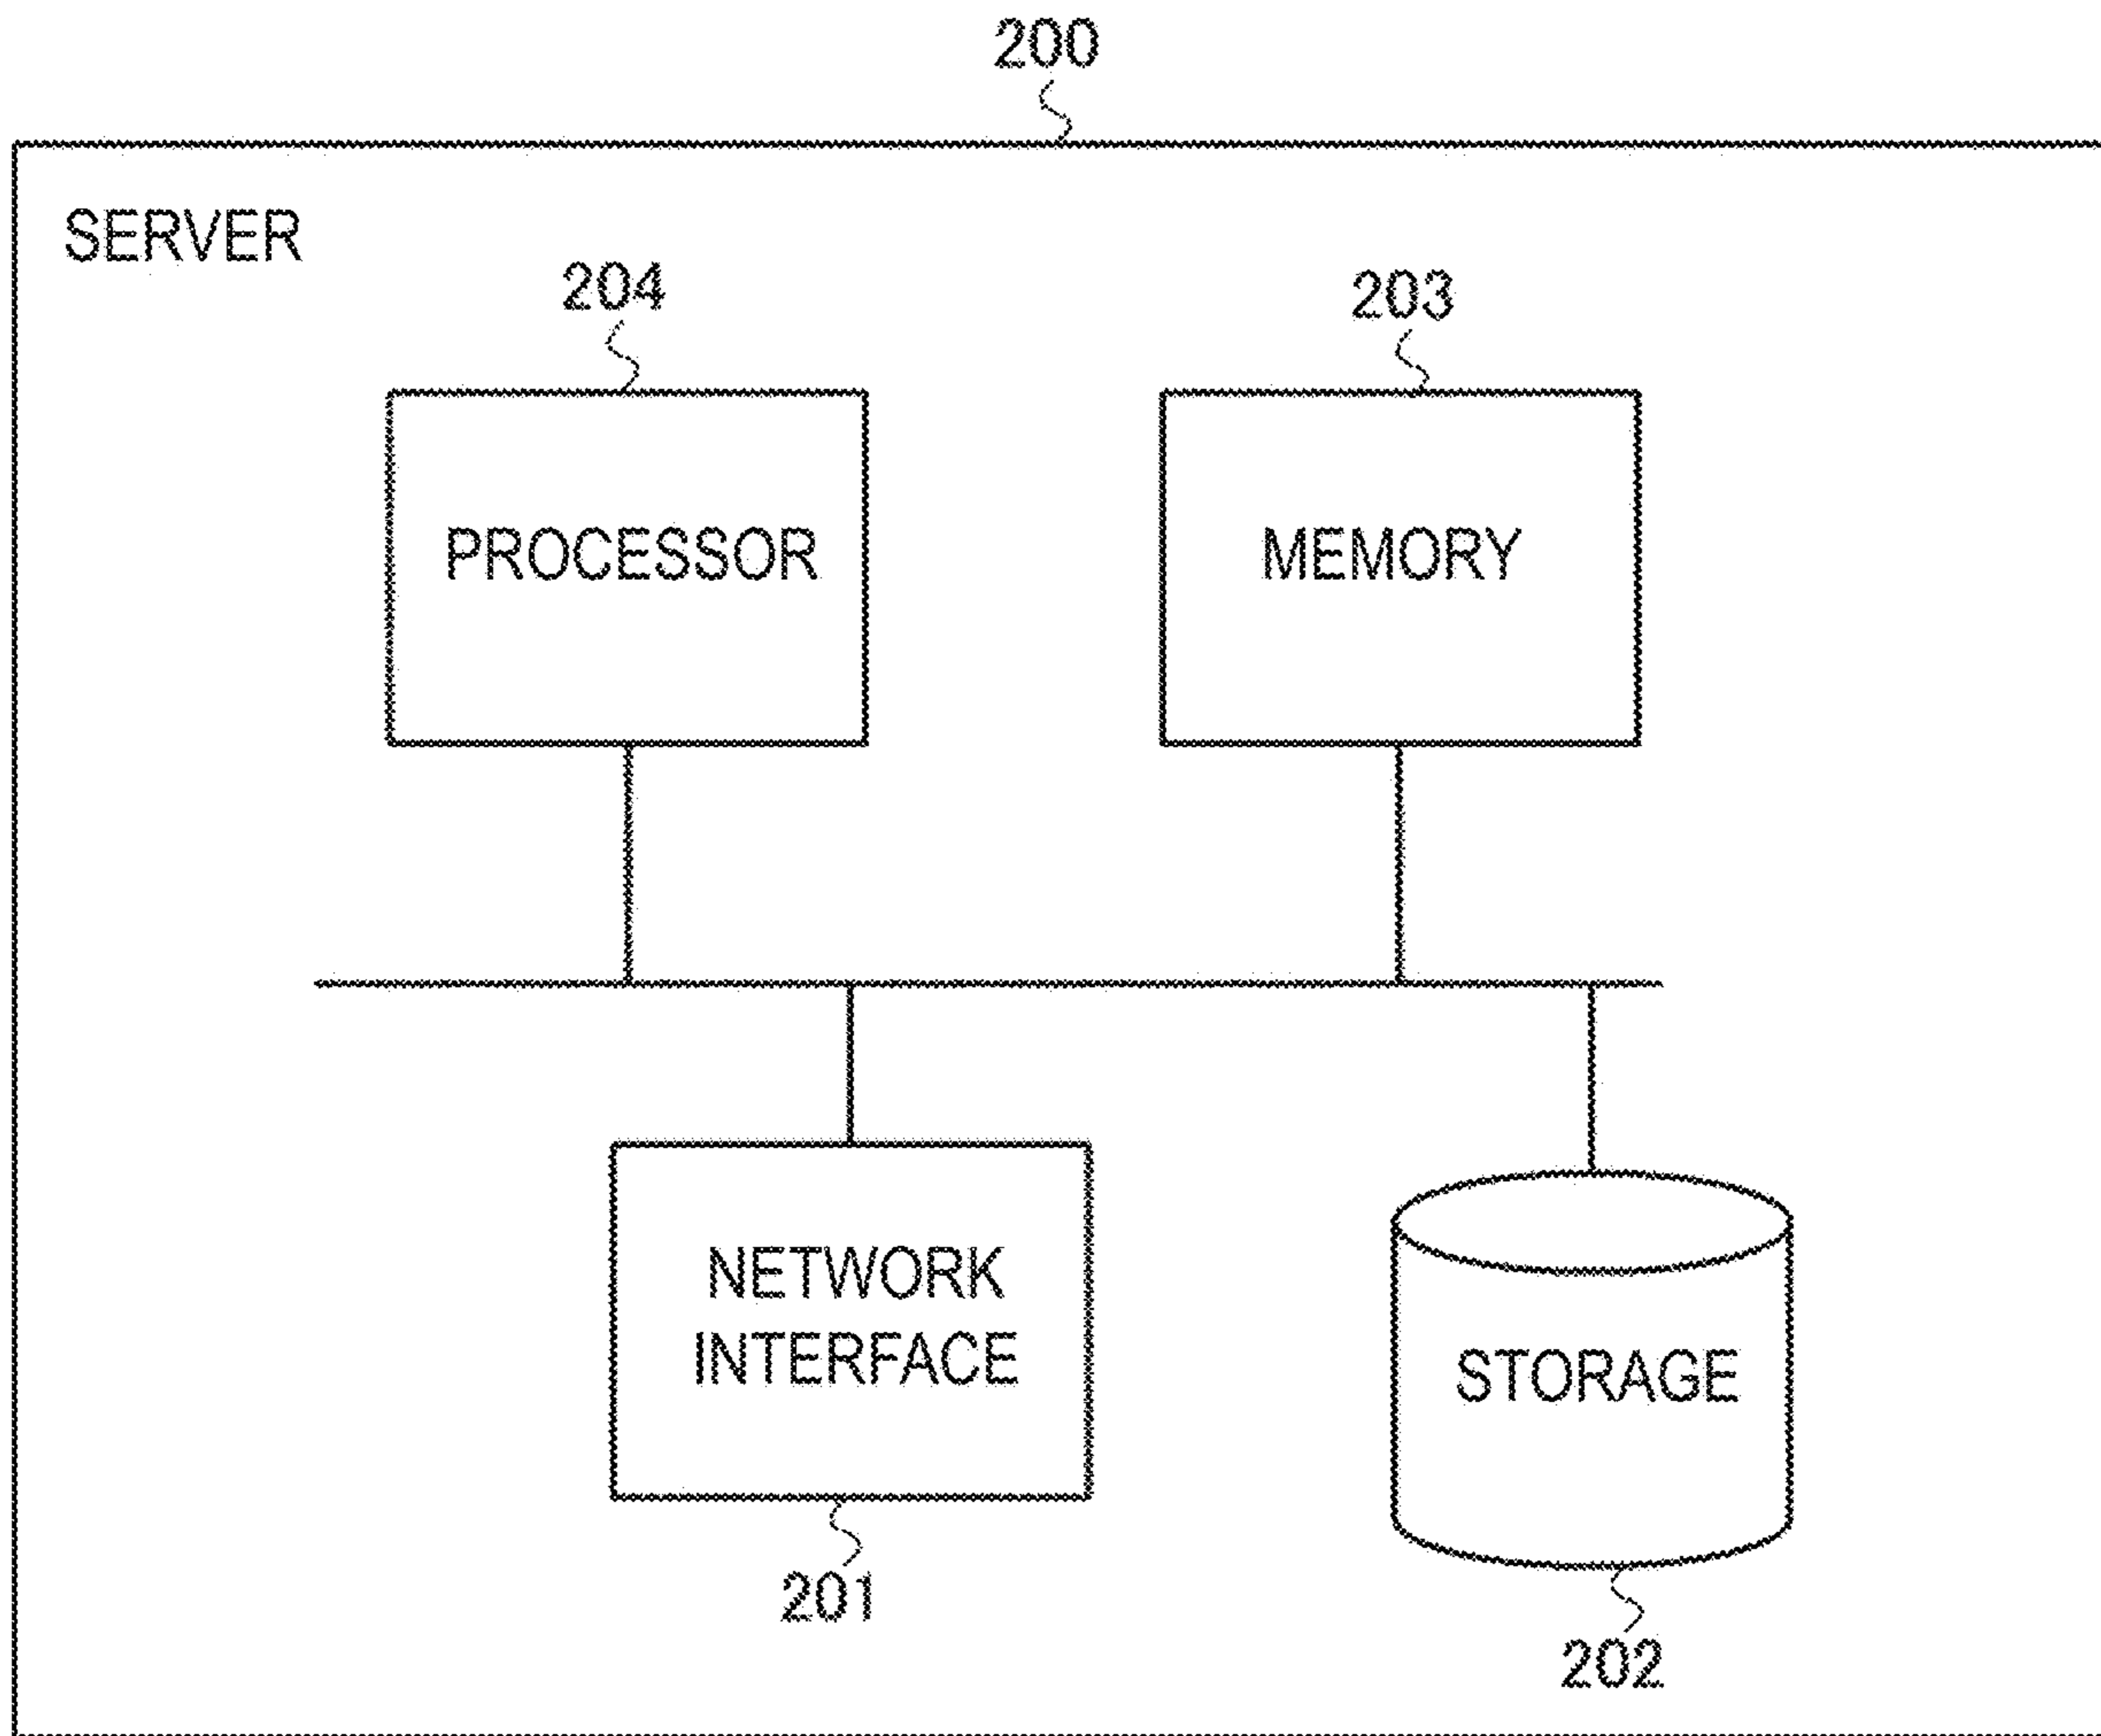 200
SERVER
204
203
PROCESSOR
MEMORY
NETWORK
INTERFACE
STORAGE
201
202